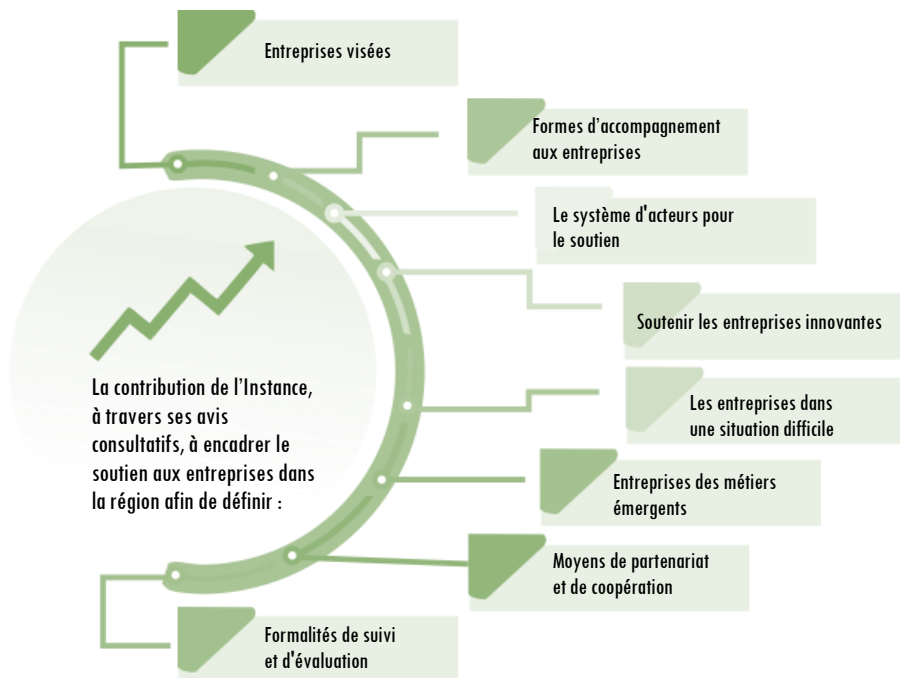 Entreprises visées
Formes d’accompagnement
aux entreprises
Le système d'acteurs pour
le soutien
Soutenir les entreprises innovantes
La contribution de l’Instance,
à travers ses avis
consultatifs, à encadrer le
soutien aux entreprises dans
la région afin de définir :
Les entreprises dans
une situation difficile
Entreprises des métiers
émergents
Moyens de partenariat
et de coopération
Formalités de suivi
et d'évaluation